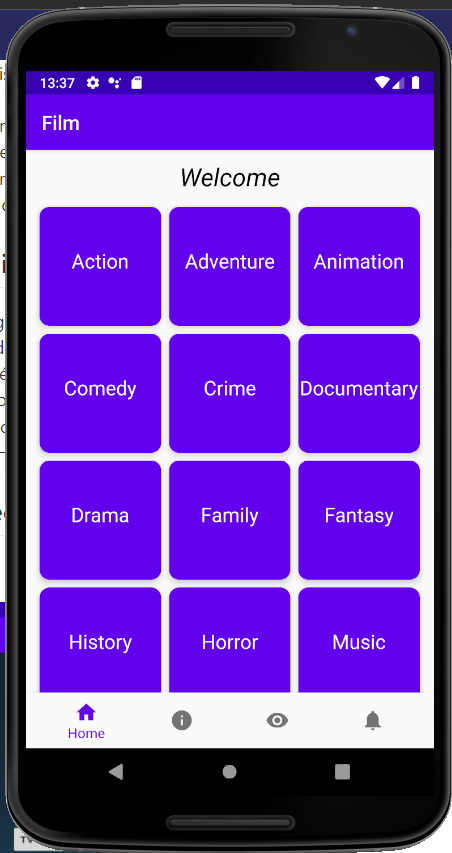 13:37
Film
Welcome
Action Adventure Animation
Comedy Crime Documentary
Drama Family Fantasy
History Horror Music
Home